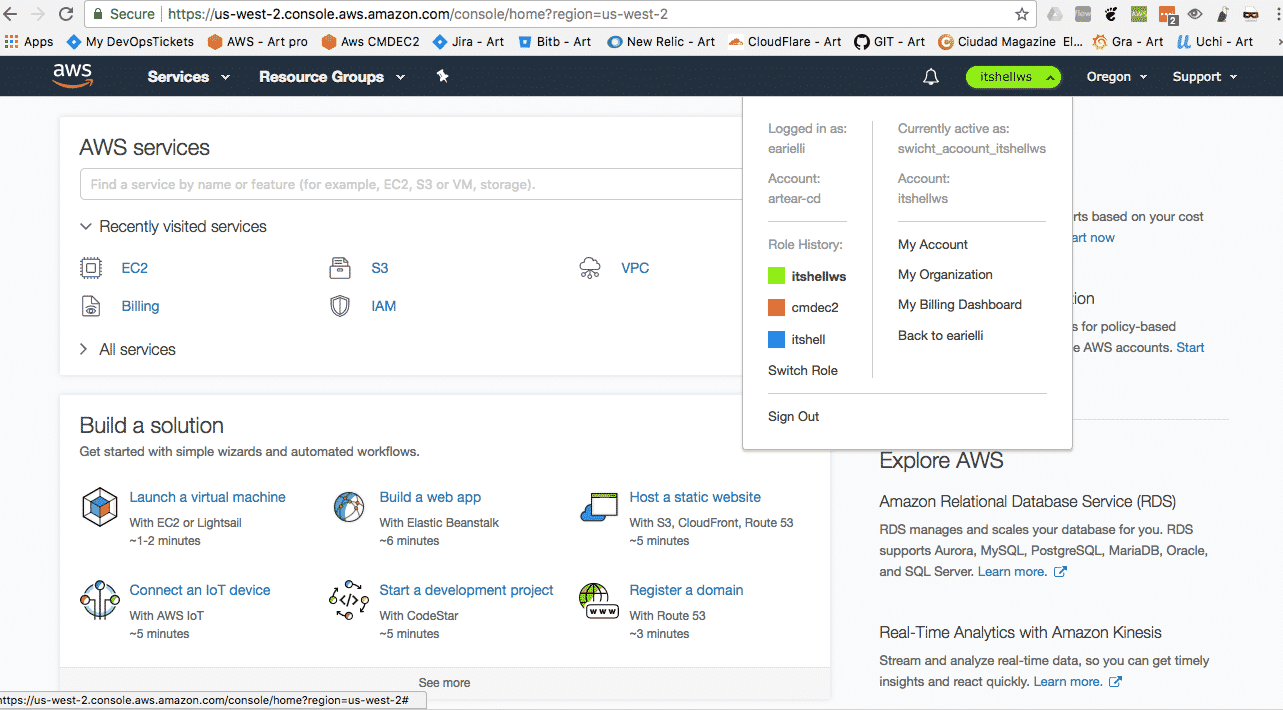 Secure
https://us-west-2.console.aws.amazon.com/console/home?region=us-west-2
2
Apps
My DevOpsTickets
AWS - Art pro
Aws CMDEC2
Jira - Art
Bitb - Art
New Relic - Art
CloudFlare - Art
GIT - Art
Ciudad Magazine El...
Gra - Art
Uchi - Art
aws
Services
Resource Groups
itshellws
Oregon
Support
AWS services
Find a service by name or feature (for example, EC2, S3 or VM, storage).
Recently visited services
EC2
S3
VPC
Billing
IAM
All services
Logged in as:
earielli
Account:
artear-cd
Role History:
itshellws
cmdec2
itshell
Switch Role
Currently active as:
swicht_acoount_itshellws
Account:
itshellws
My Account
My Organization
My Billing Dashboard
Back to earielli
Sign Out
rts based on your cost
art now
tion
s for policy-based
e AWS accounts. Start
Build a solution
Get started with simple wizards and automated workflows.
Launch a virtual machine
With EC2 or Lightsail
~1-2 minutes
Build a web app
With Elastic Beanstalk
~6 minutes
Host a static website
With S3, CloudFront, Route 53
~5 minutes
Connect an IoT device
With AWS IoT
~5 minutes
Start a development project
With CodeStar
~5 minutes
www
Register a domain
With Route 53
~3 minutes
See more
Explore AWS
Amazon Relational Database Service (RDS)
RDS manages and scales your database for you. RDS
supports Aurora, MySQL, PostgreSQL, MariaDB, Oracle,
and SQL Server. Learn more.
Real-Time Analytics with Amazon Kinesis
Stream and analyze real-time data, so you can get timely
insights and react quickly. Learn more.
https://us-west-2.console.aws.amazon.com/console/home?region=us-west-2#